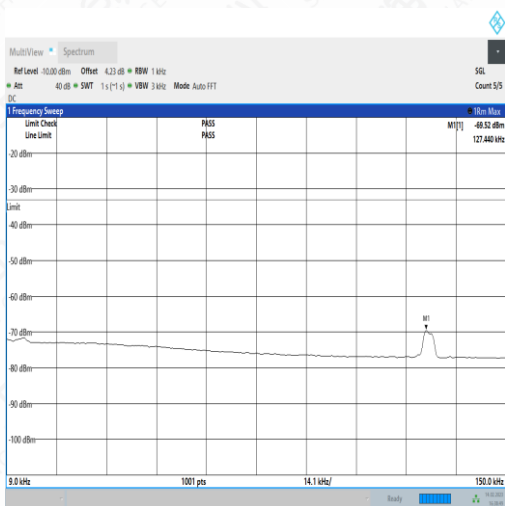 MultiView Spectrum
Ref Level -10.00 dBm Offset 4.23 dB RBW 1 kHz SGL
Att 40 dB SWT 1 s (~1 s) VBW 3 kHz Mode Auto FFT Count 5/5
DC
1 Frequency Sweep 1Rm Max
Limit Check PASS M1[1] -69.52 dBm
Line Limit PASS 127.440 kHz
-20 dBm
-30 dBm
Limit
-40 dBm
-50 dBm
-60 dBm
M1
-70 dBm
-80 dBm
-90 dBm
-100 dBm
9.0 kHz 1001 pts 14.1 kHz/ 150.0 kHz
Ready